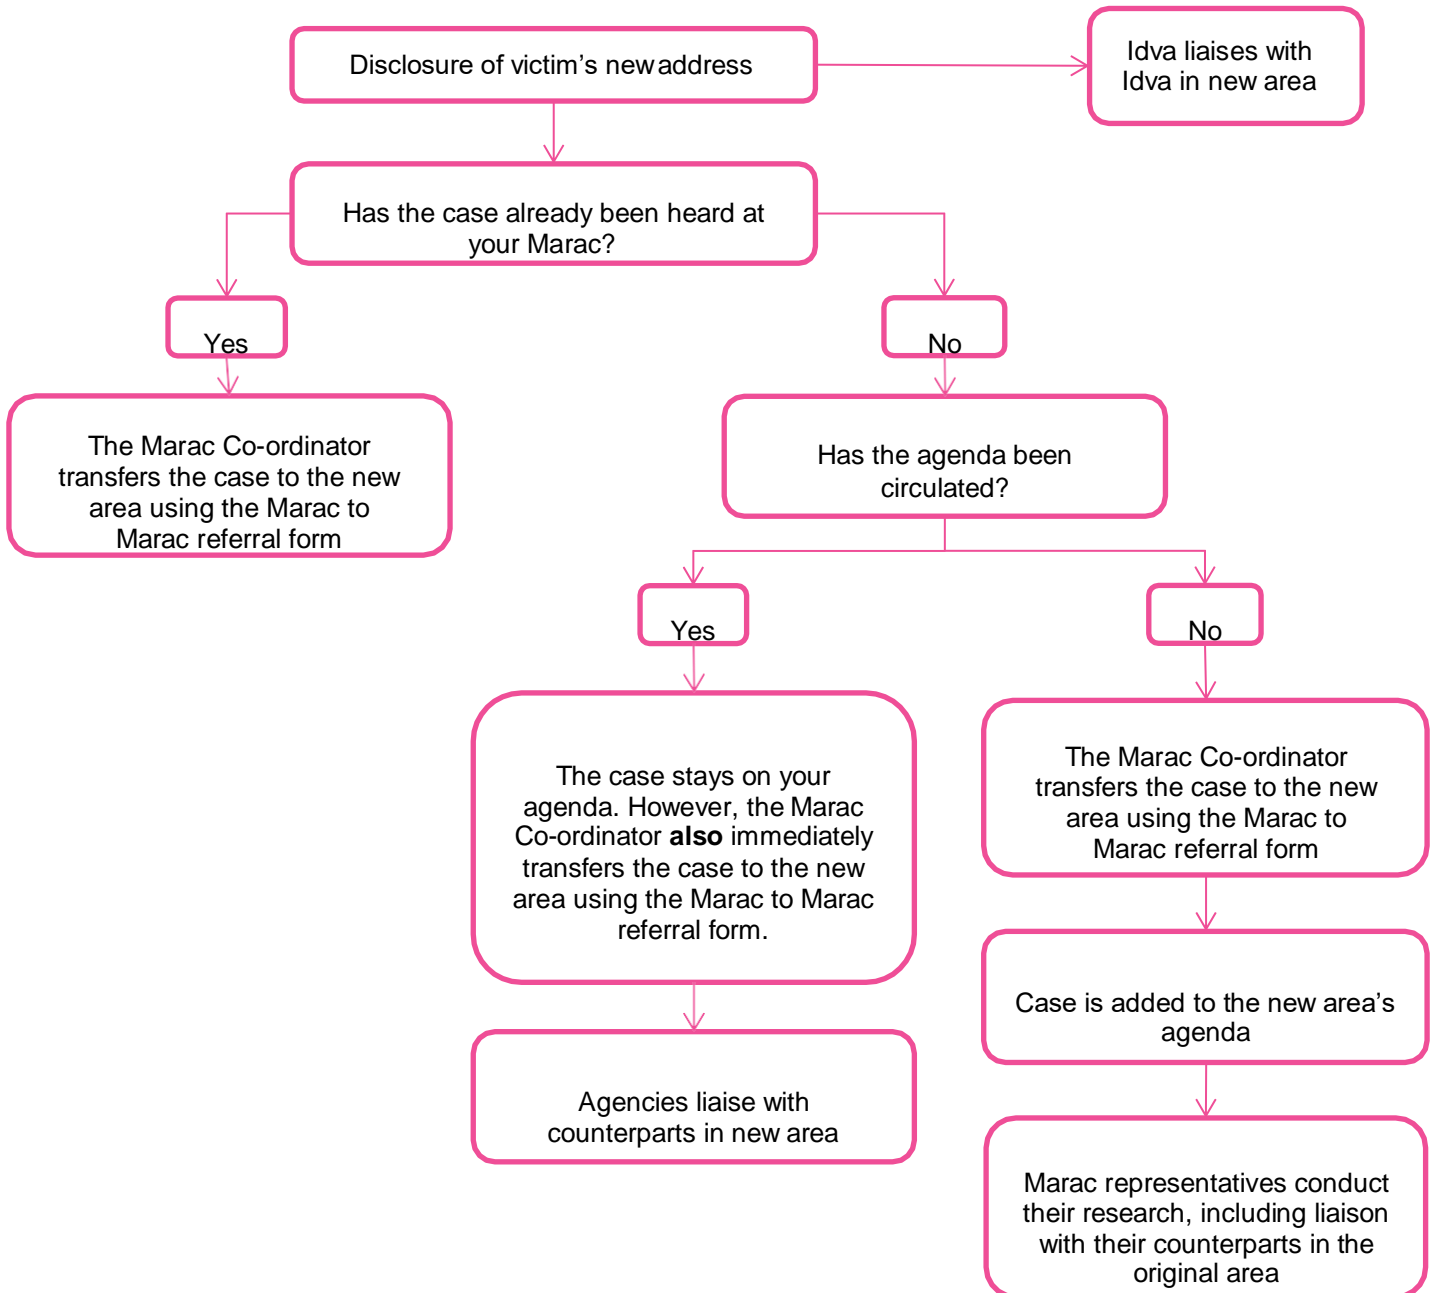 Disclosure of victim's new address
Idva liaises with
Idva in new area
Has the case already been heard at
your Marac?
Yes
No
The Marac Co-ordinator
transfers the case to the new
area using the Marac to
Marac referral form
Has the agenda been
circulated?
Yes
No
The case stays on your
agenda. However, the Marac
Co-ordinator also immediately
transfers the case to the new
area using the Marac to Marac
referral form.
The Marac Co-ordinator
transfers the case to the new
area using the Marac to
Marac referral form
Case is added to the new area's
agenda
Agencies liaise with
counterparts in new area
Marac representatives conduct
their research, including liaison
with their counterparts in the
original area